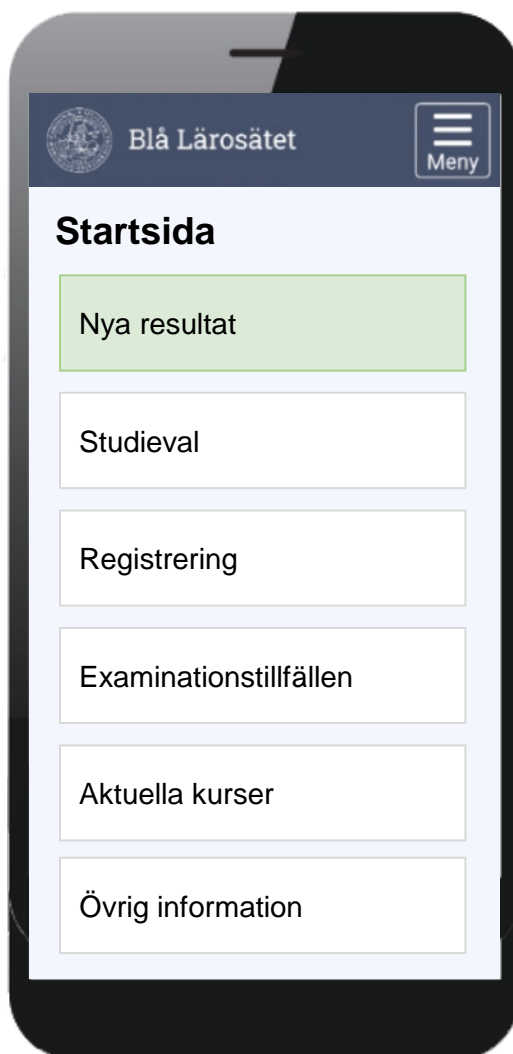 Blå Lärosätet
Meny
Startsida
Nya resultat
Studieval
Registrering
Examinationstillfällen
Aktuella kurser
Övrig information